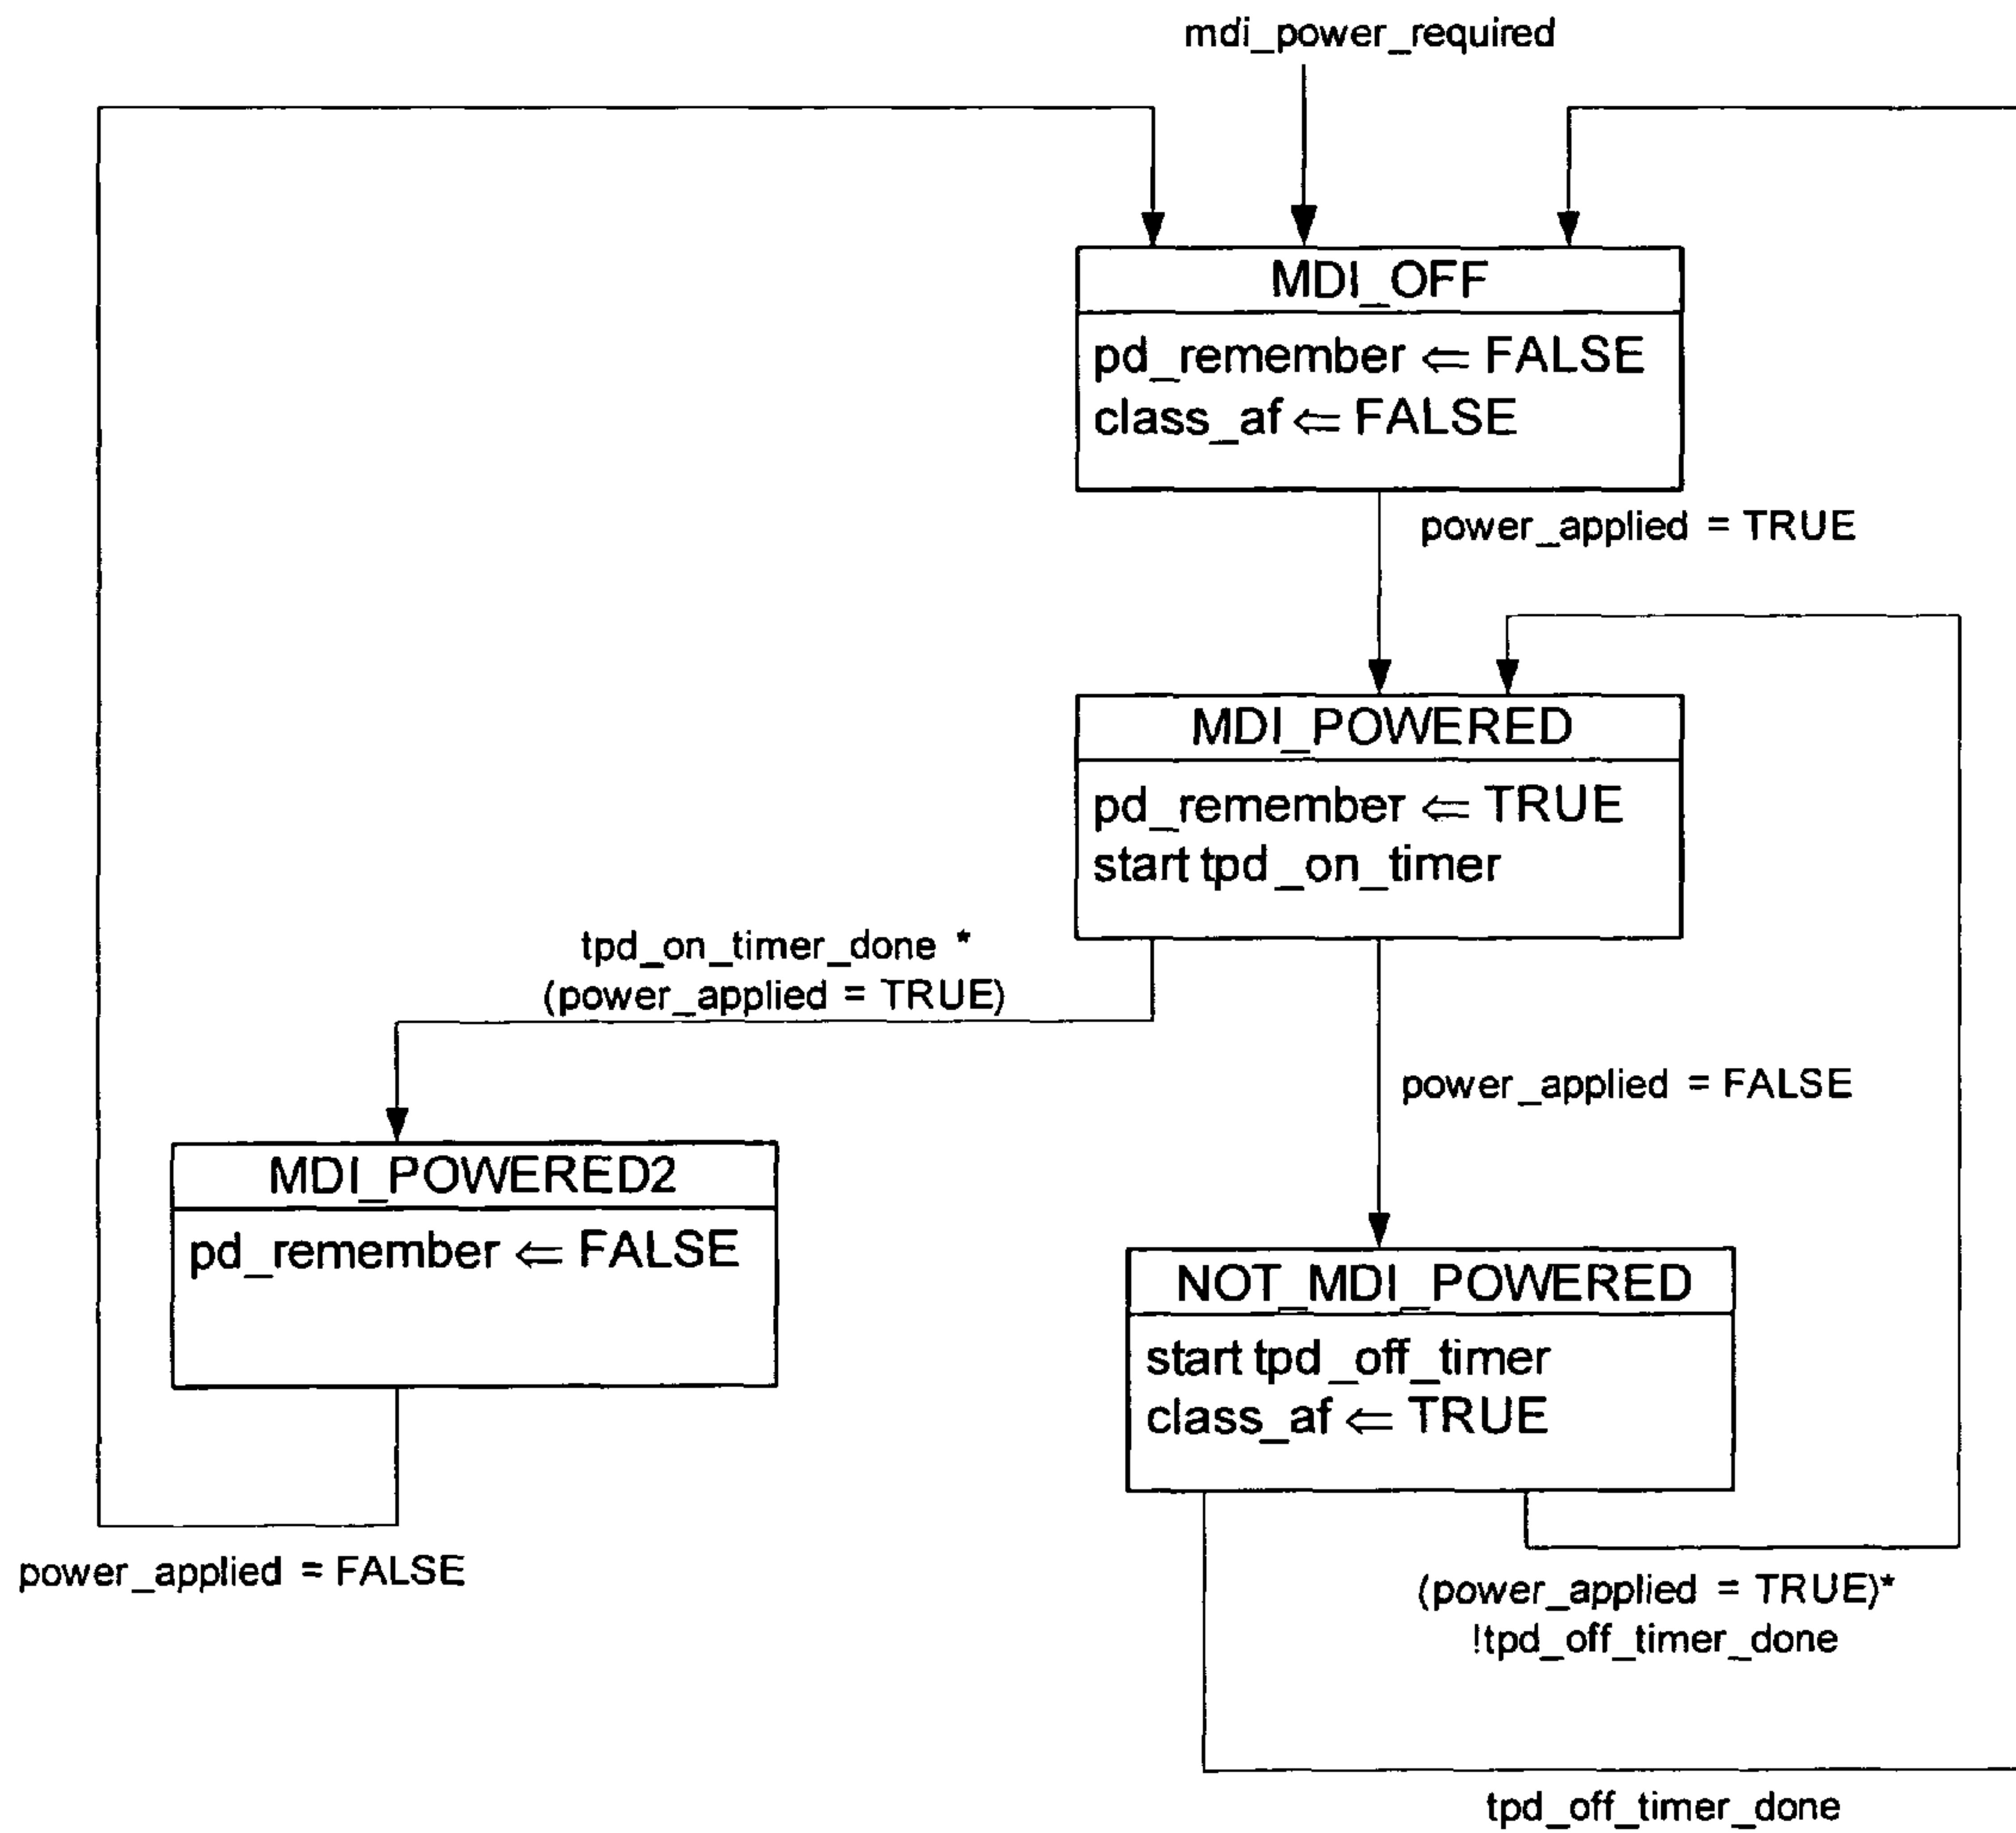 mdi_power_required
MDI_OFF
pd_remember ⇐ FALSE
class_af ⇐ FALSE
power_applied = TRUE
MDI_POWERED
pd_remember ⇐ TRUE
start tpd_on_timer
tpd_on_timer_done *
(power_applied = TRUE)
power_applied = FALSE
MDI_POWERED2
pd_remember ⇐ FALSE
NOT_MDI_POWERED
start tpd_off_timer
class_af ⇐ TRUE
power_applied = FALSE
(power_applied = TRUE)*
!tpd_off_timer_done
tpd_off_timer_done